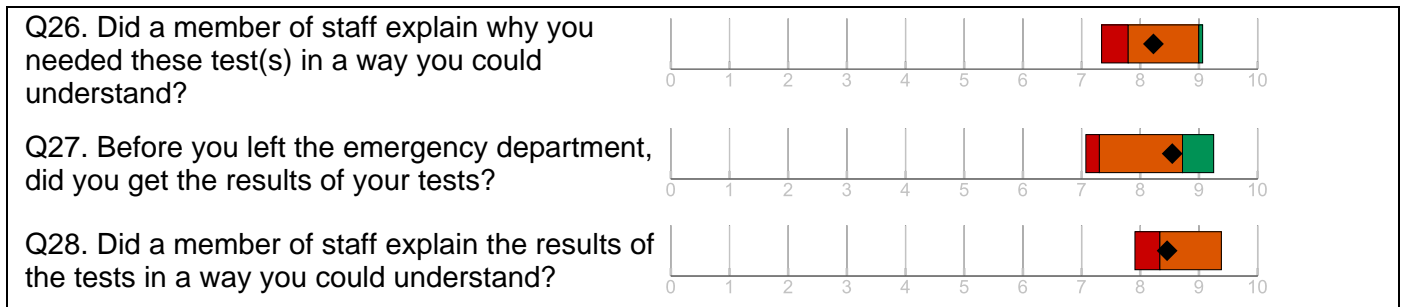 Q26. Did a member of staff explain why you
needed these test(s) in a way you could
understand?
0 1 2 3 4 5 6 7 8 9 10
Q27. Before you left the emergency department,
did you get the results of your tests?
0 1 2 3 4 5 6 7 8 9 10
Q28. Did a member of staff explain the results of
the tests in a way you could understand?
0 1 2 3 4 5 6 7 8 9 10